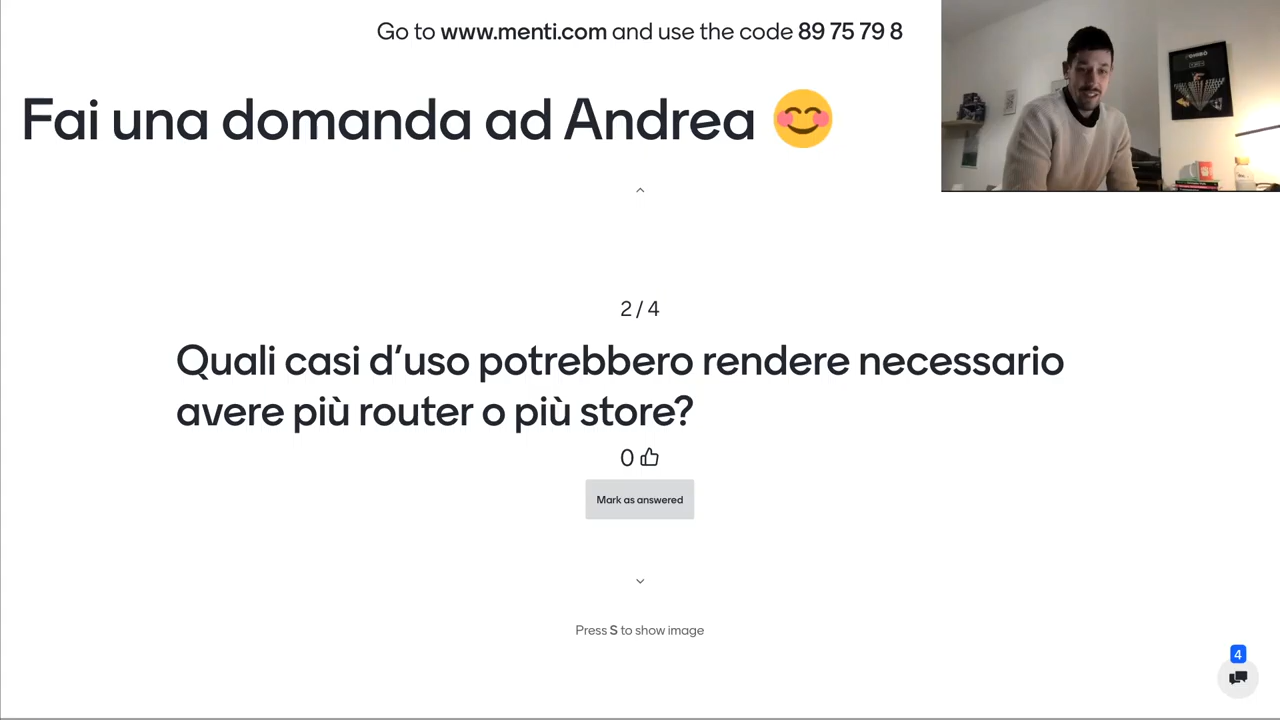 Go to www.menti.com and use the code 89 75 79 8
Fai una domanda ad Andrea 😊
2 / 4
Quali casi d’uso potrebbero rendere necessario
avere più router o più store?
0
Mark as answered
Press S to show image
4